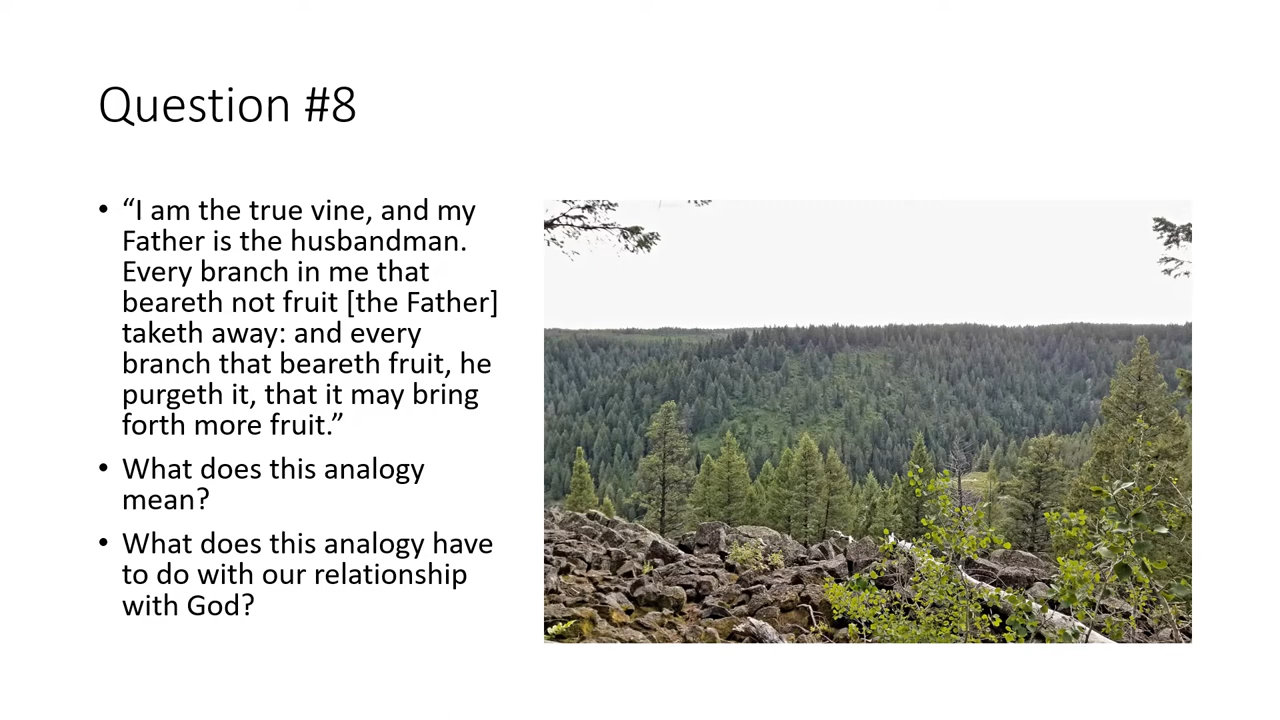 Question #8
• “I am the true vine, and my
Father is the husbandman.
Every branch in me that
beareth not fruit [the Father]
taketh away: and every
branch that beareth fruit, he
purgeth it, that it may bring
forth more fruit.”
• What does this analogy
mean?
• What does this analogy have
to do with our relationship
with God?